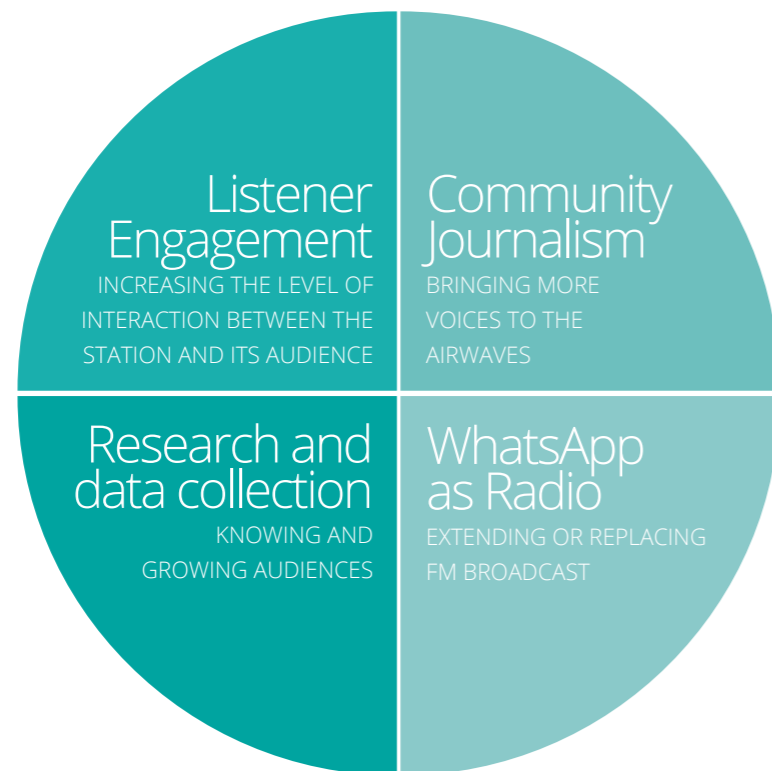 Listener
Engagement
INCREASING THE LEVEL OF
INTERACTION BETWEEN THE
STATION AND ITS AUDIENCE
Community
Journalism
BRINGING MORE
VOICES TO THE
AIRWAVES
Research and
data collection
KNOWING AND
GROWING AUDIENCES
WhatsApp
as Radio
EXTENDING OR REPLACING
FM BROADCAST